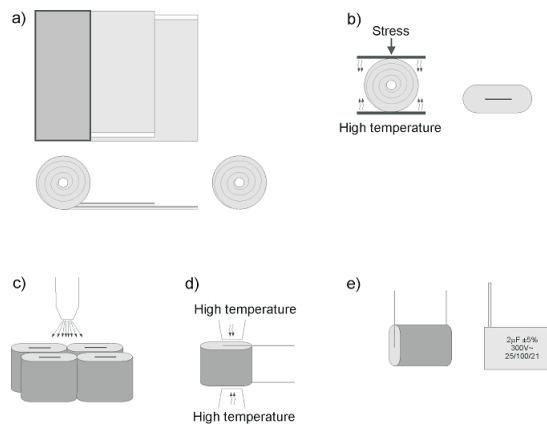 a)
b)
Stress
High temperature
c)
d)
High temperature
High temperature
e)
2μF ±5%
300V~
25/100/21